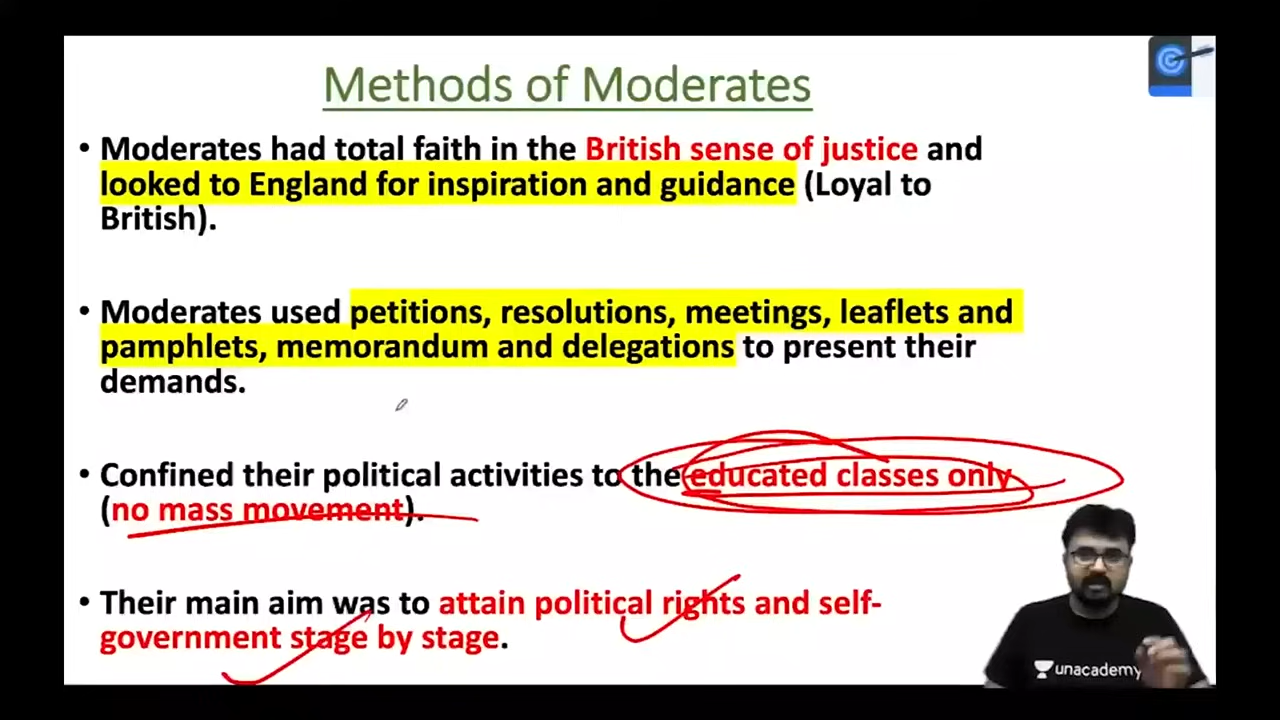 Methods of Moderates
• Moderates had total faith in the British sense of justice and
looked to England for inspiration and guidance (Loyal to
British).
• Moderates used petitions, resolutions, meetings, leaflets and
pamphlets, memorandum and delegations to present their
demands.
• Confined their political activities to the educated classes only
(no mass movement).
• Their main aim was to attain political rights and self-
government stage by stage.
unacademy